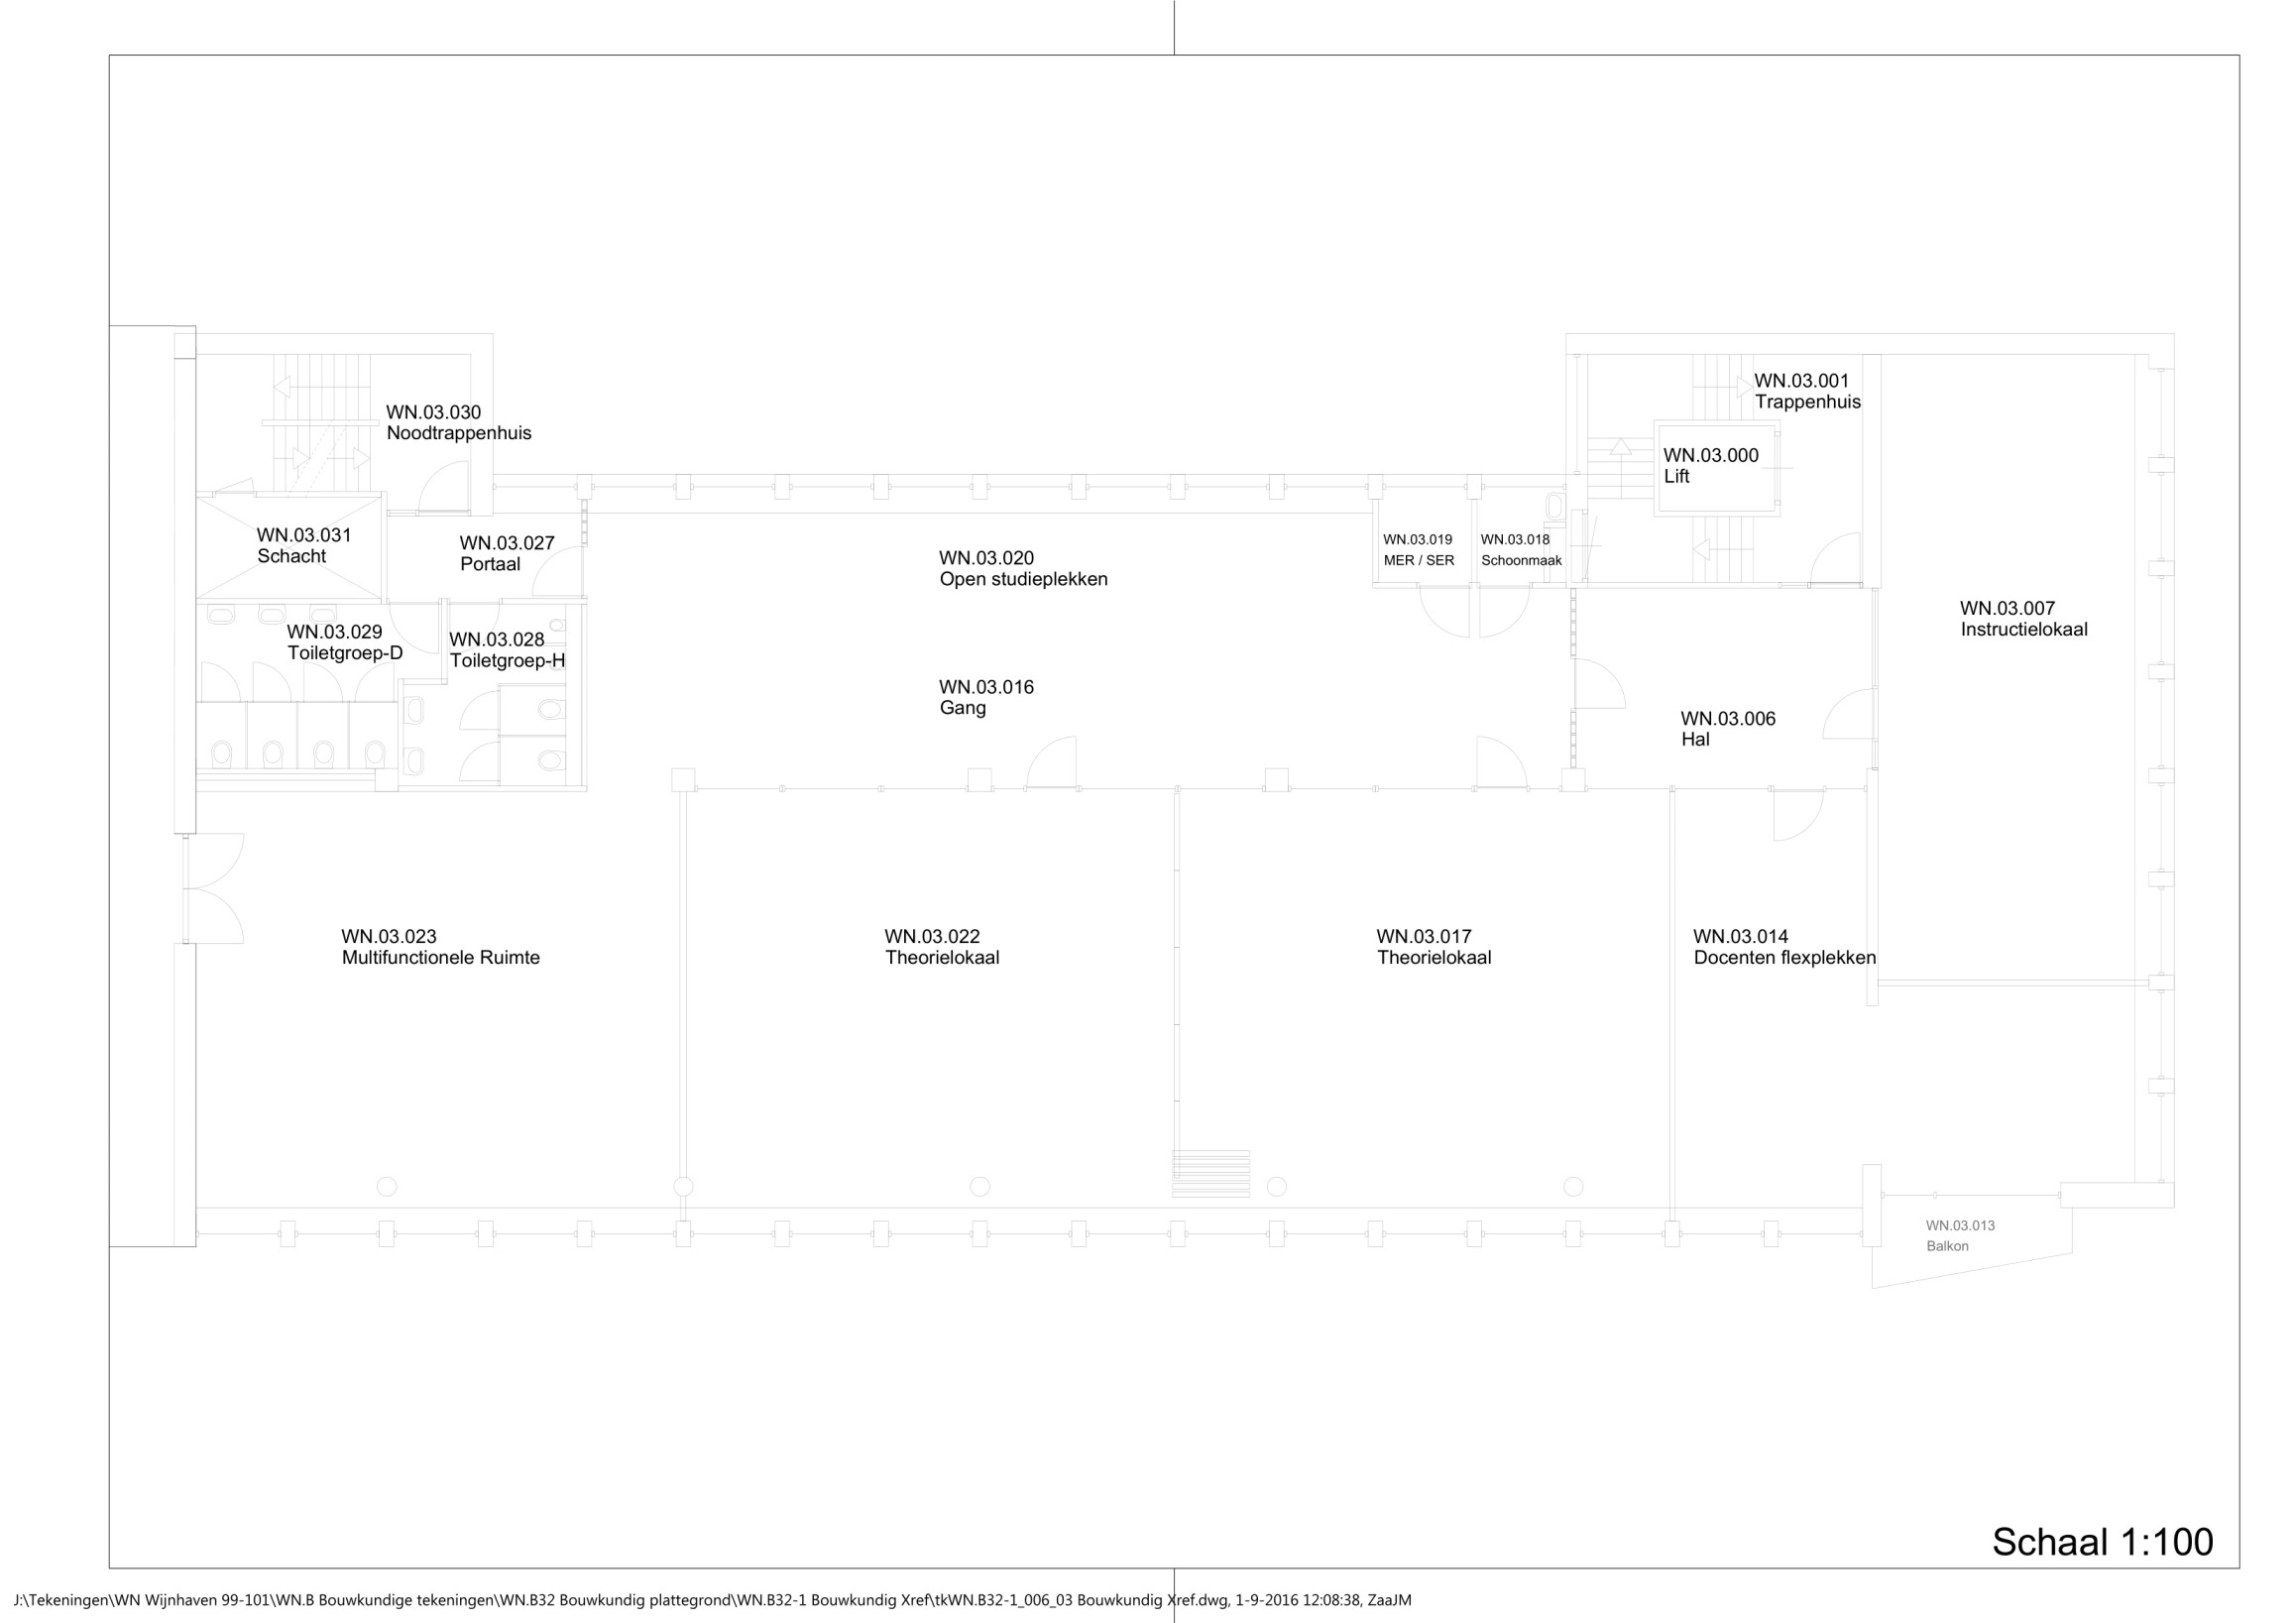 WN.03.001
Trappenhuis
WN.03.030
Noodtrappenhuis
WN.03.000
Lift
WN.03.031
Schacht
WN.03.027
Portaal
WN.03.020
Open studieplekken
WN.03.019
MER / SER
WN.03.018
Schoonmaak
WN.03.007
Instructielokaal
WN.03.029
Toiletgroep-D
WN.03.028
Toiletgroep-H
WN.03.016
Gang
WN.03.006
Hal
WN.03.023
Multifunctionele Ruimte
WN.03.022
Theorielokaal
WN.03.017
Theorielokaal
WN.03.014
Docenten flexplekken
WN.03.013
Balkon
Schaal 1:100
J:\Tekeningen\WN Wijnhaven 99-101\WN.B Bouwkundige tekeningen\WN.B32 Bouwkundig plattegrond\WN.B32-1 Bouwkundig Xref\tkWN.B32-1_006_03 Bouwkundig Xref.dwg, 1-9-2016 12:08:38, ZaaJM